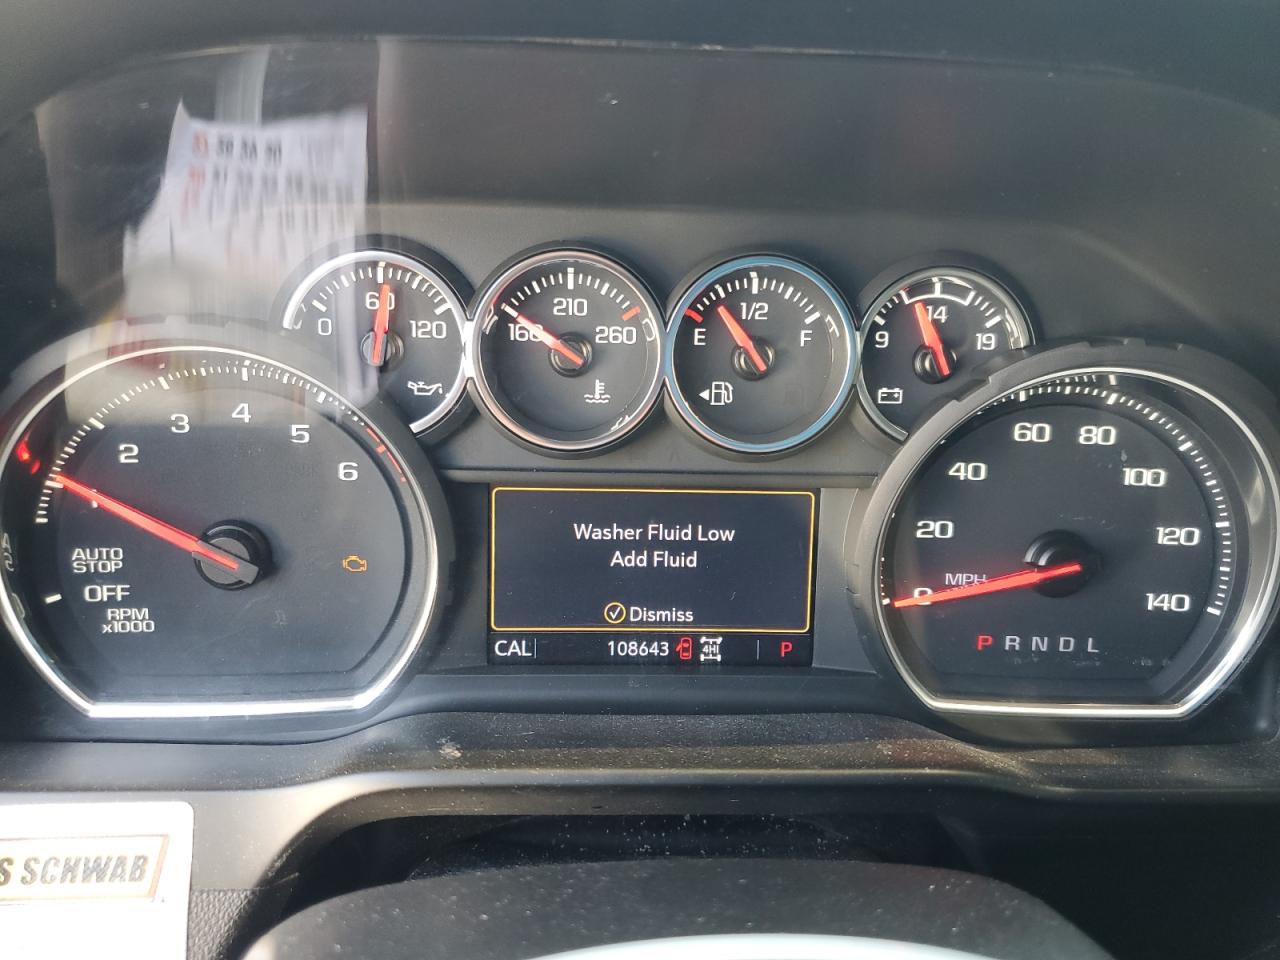 0 60 120
160 210 260
E 1/2 F
9 14 19
1 2 3 4 5 6
AUTO
STOP
OFF
RPM
x1000
Washer Fluid Low
Add Fluid
Dismiss
CAL 108643 4HI P
0 20 40 60 80 100 120 140
MPH
P R N D L
S SCHWAB